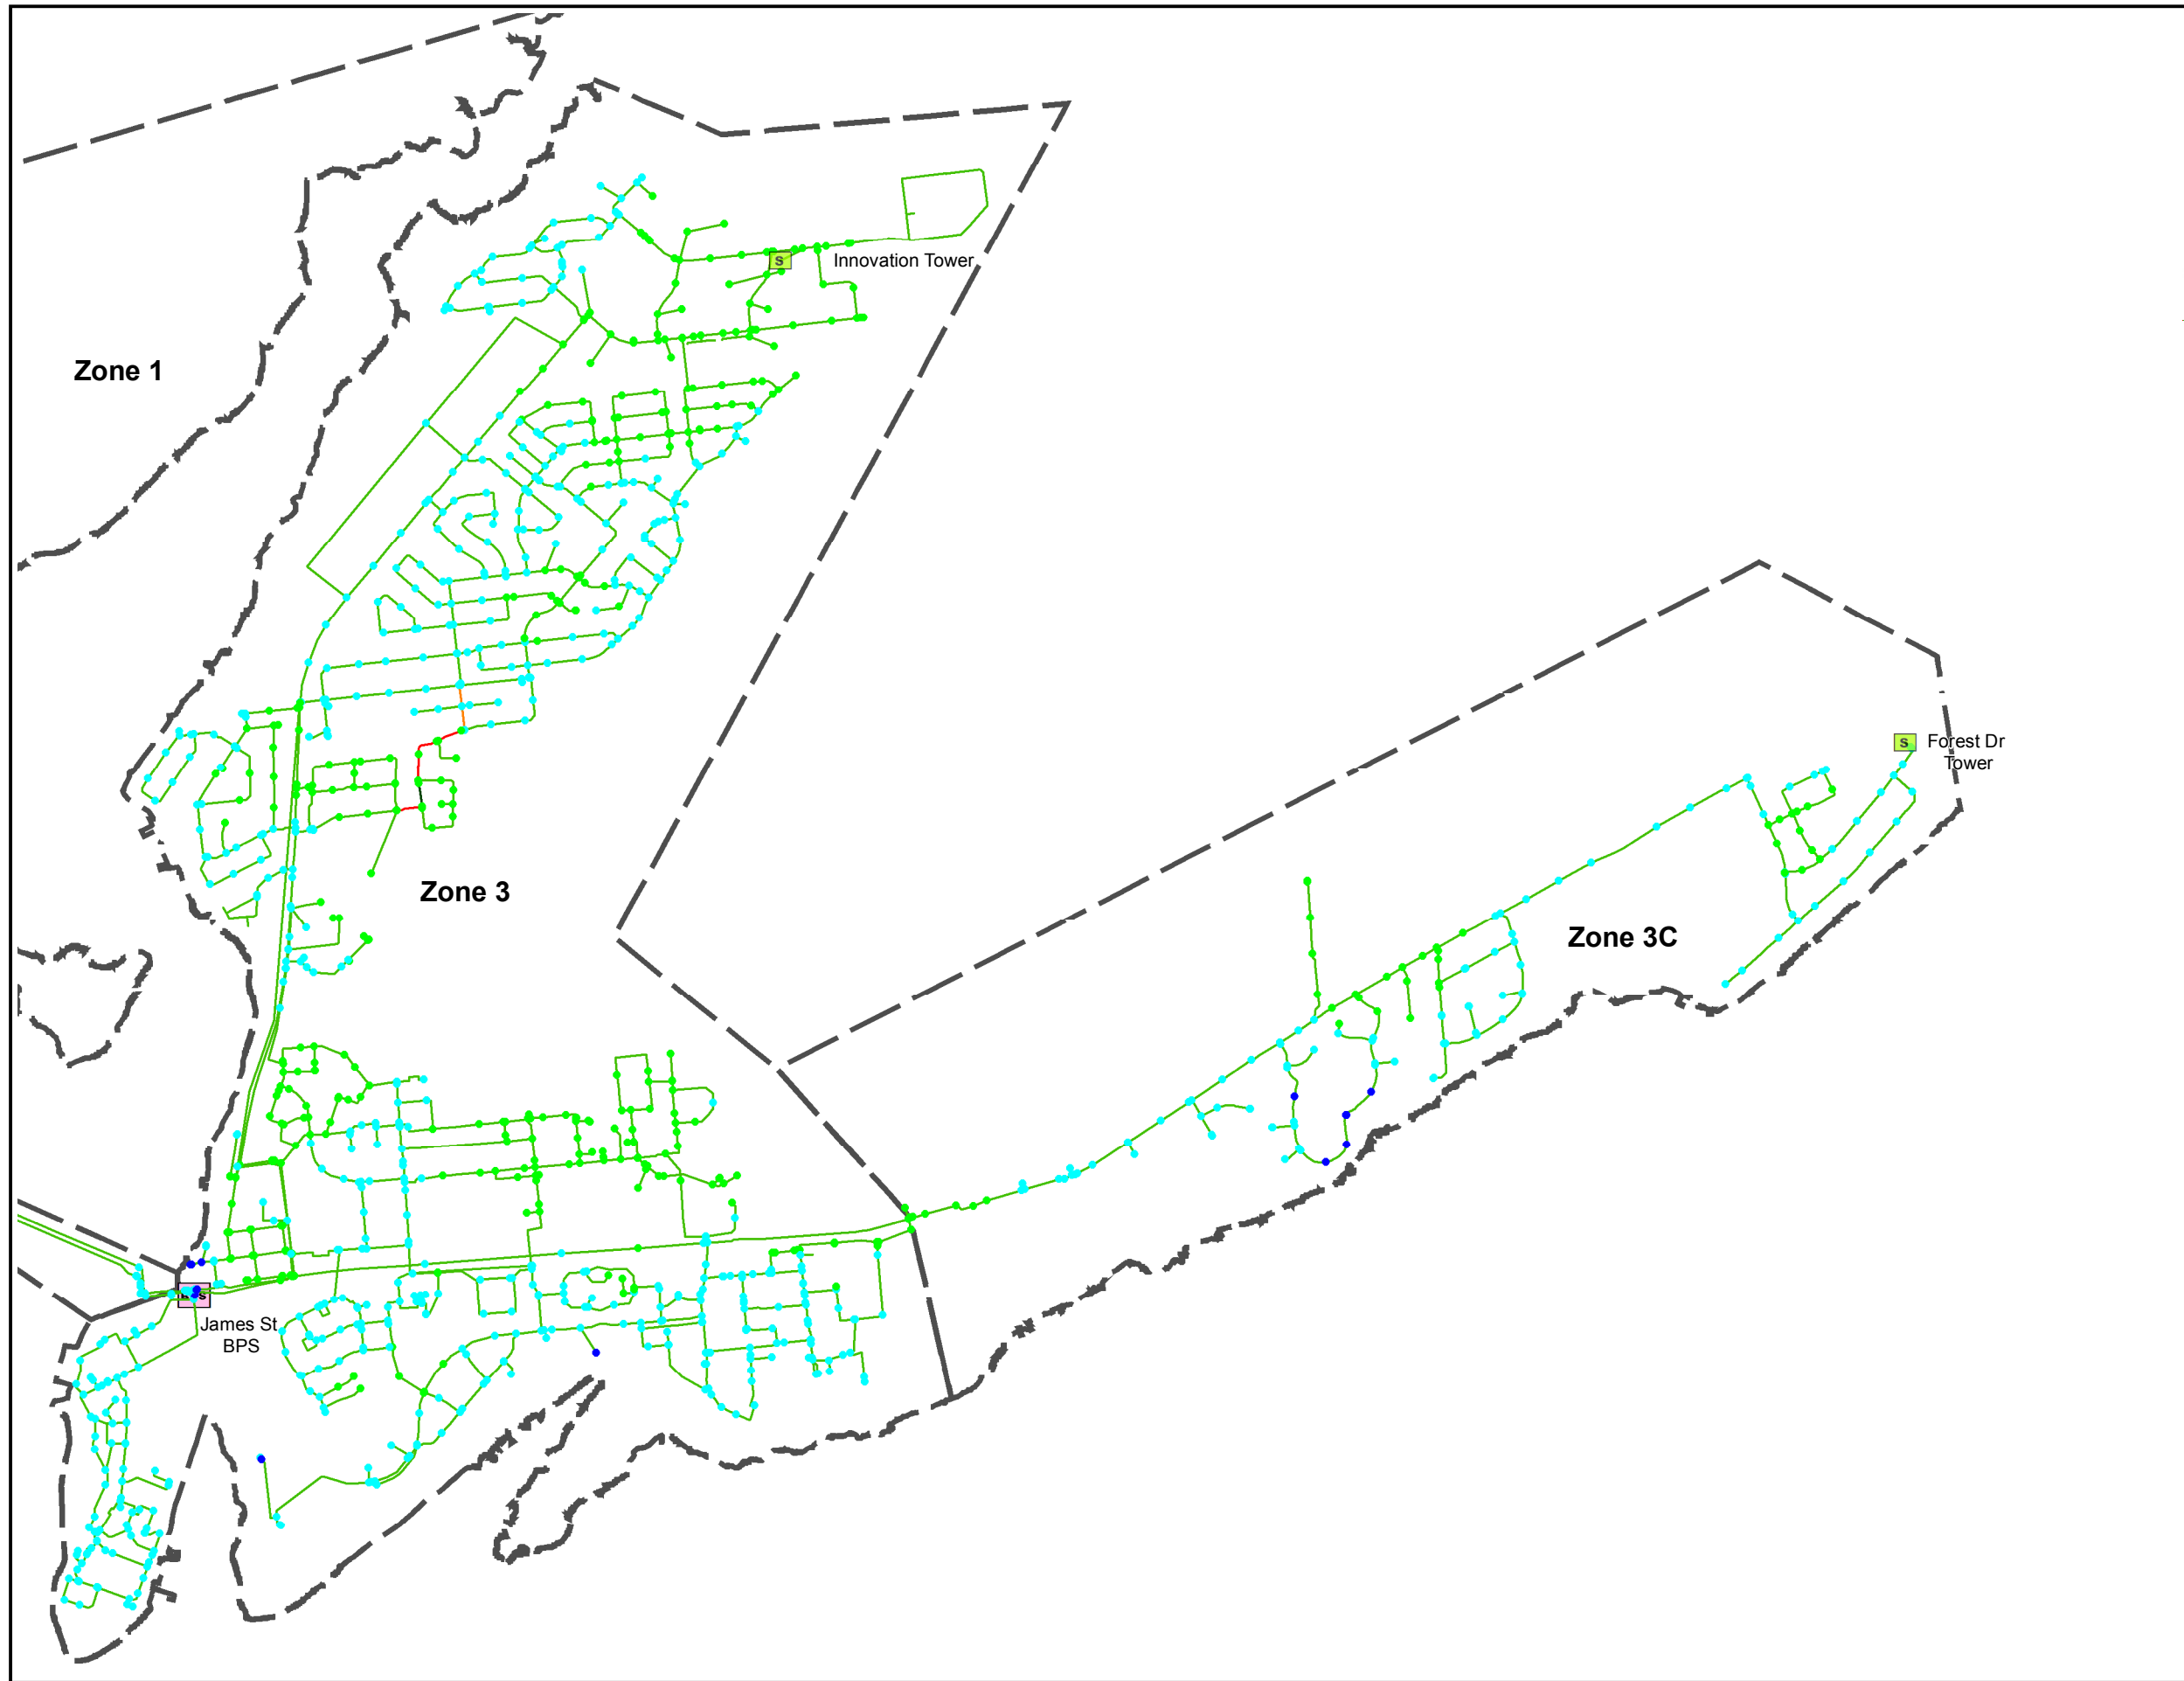 S
Innovation Tower
Zone 1
S
Forest Dr
Tower
Zone 3
Zone 3C
James St
BPS